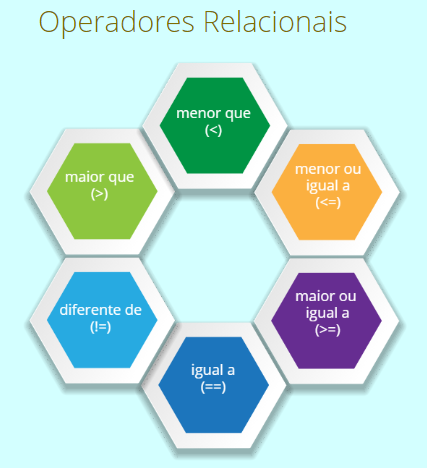 Operadores Relacionais
menor que
(<)
menor ou
igual a
(<=)
maior ou
igual a
(>=)
igual a
(==)
diferente de
(!=)
maior que
(>)